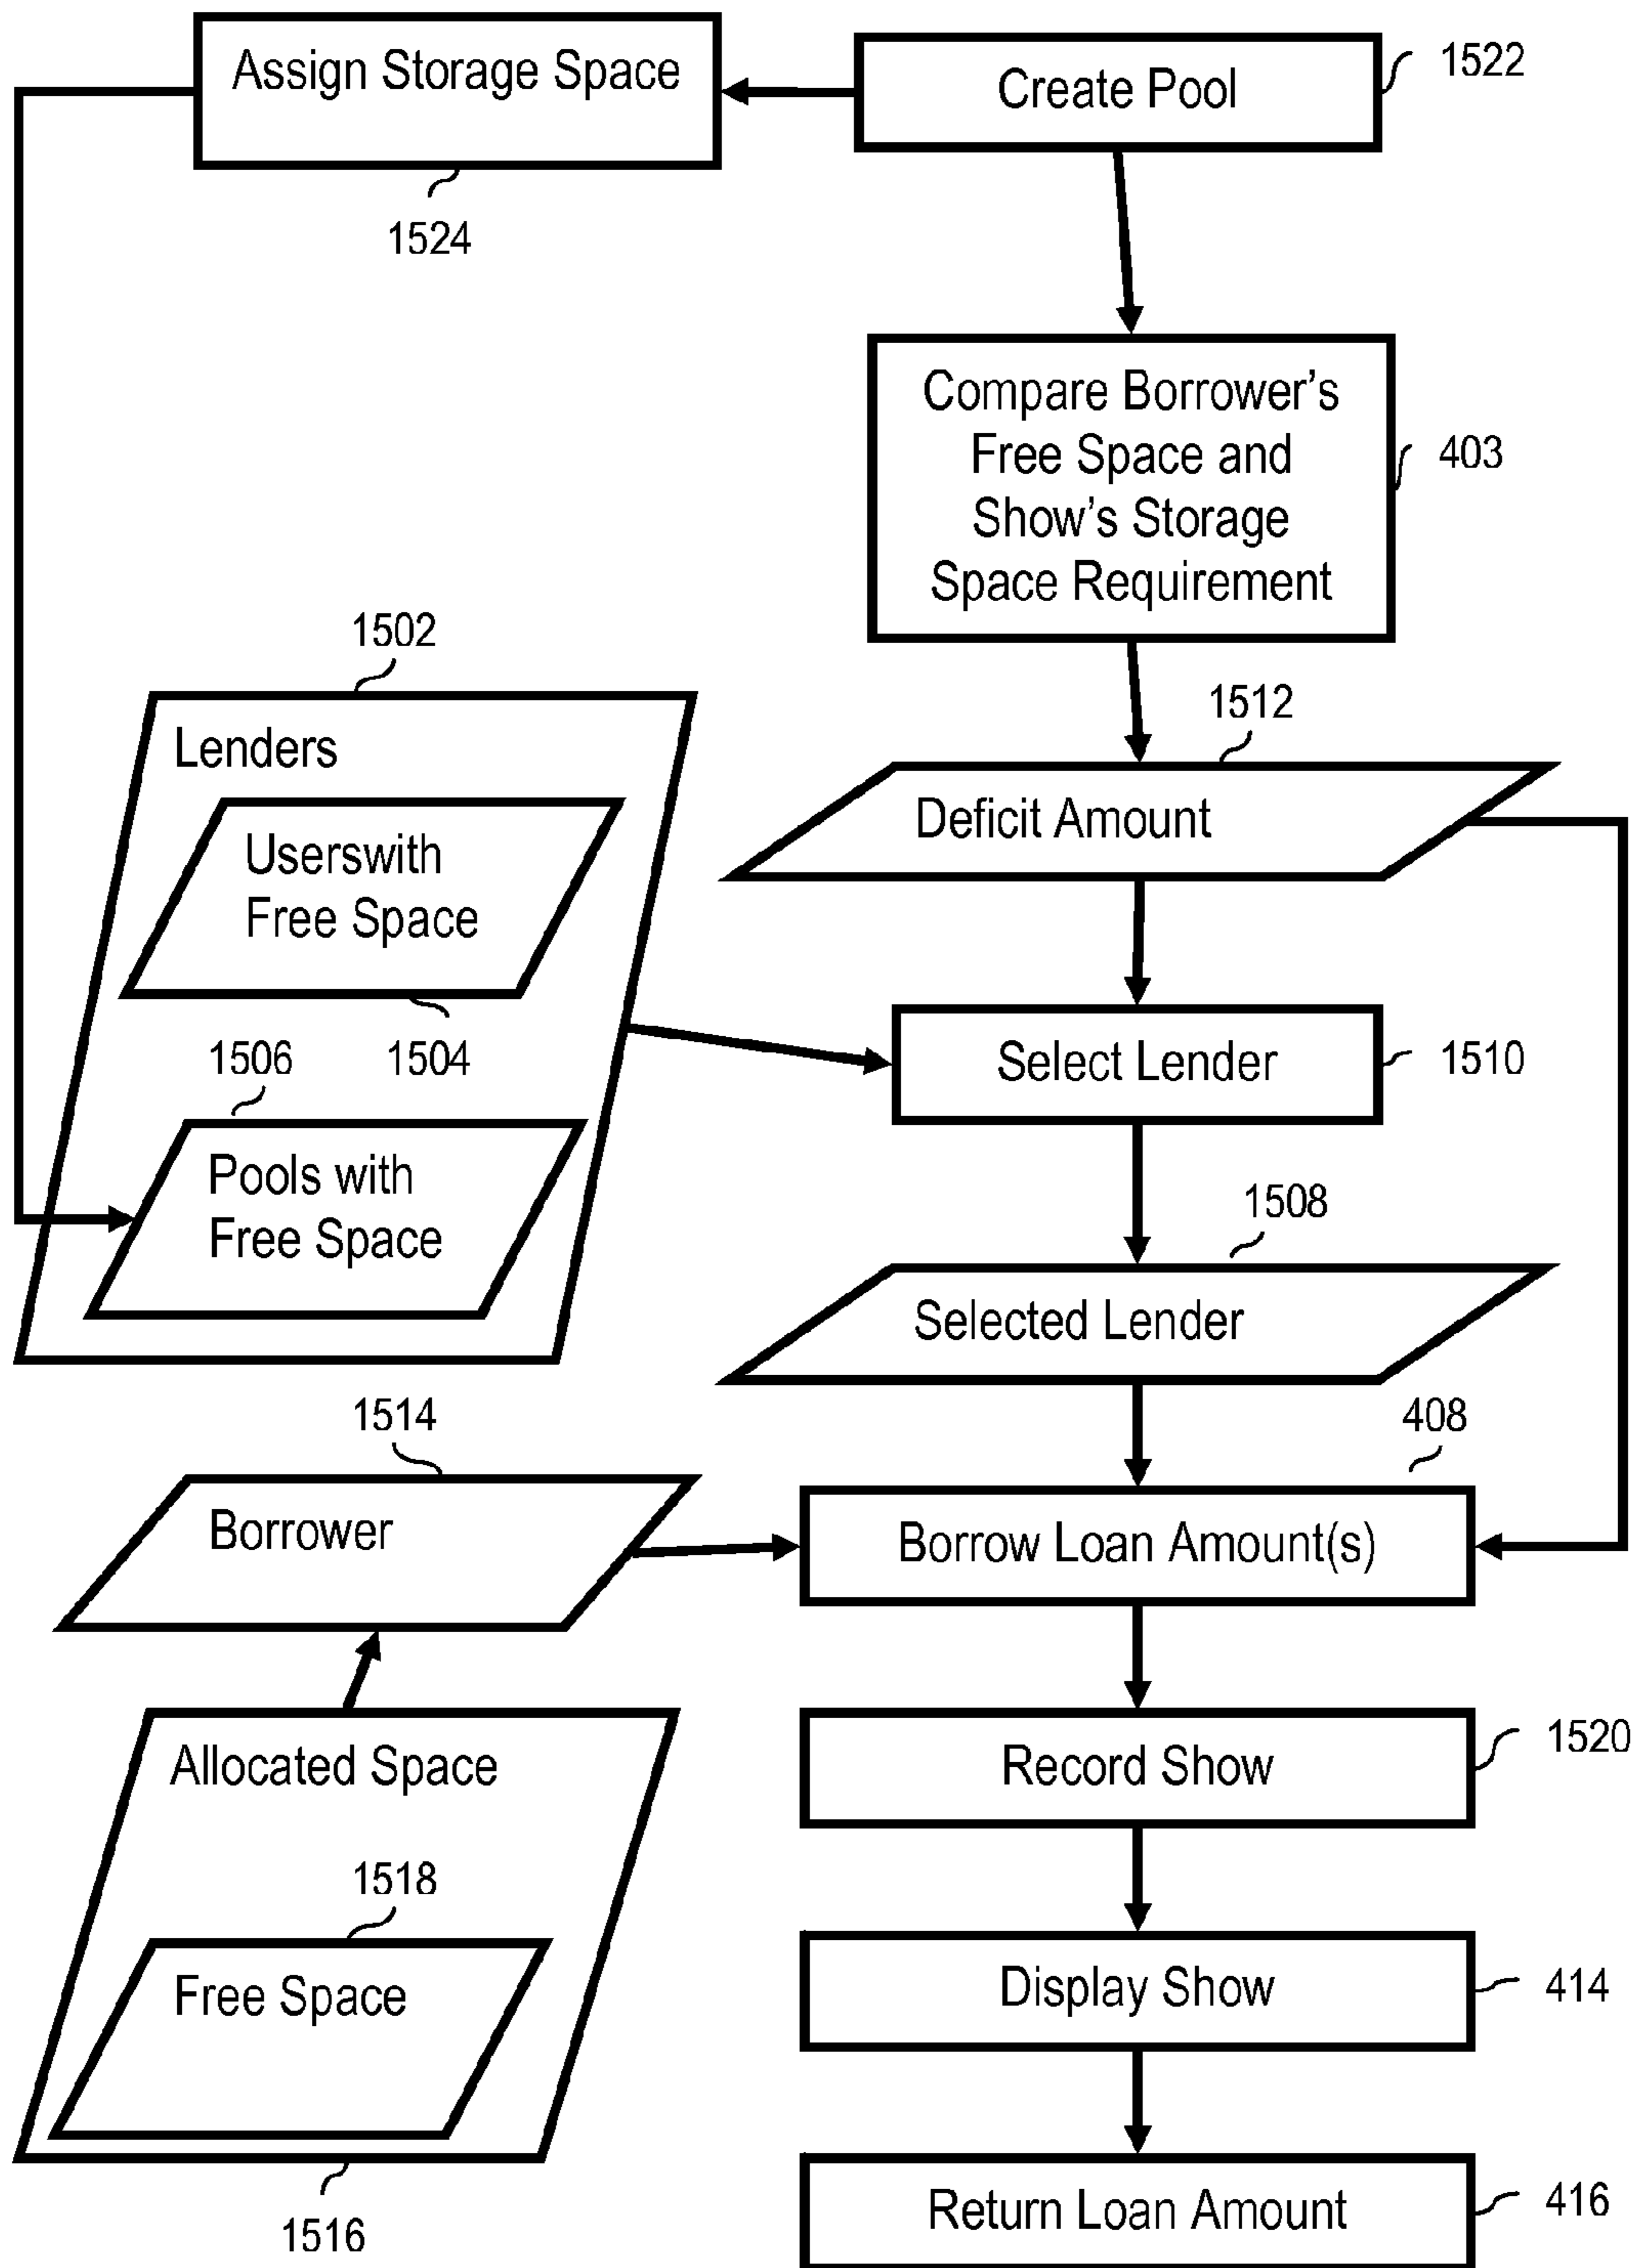 Assign Storage Space
Create Pool
1522
1524
Compare Borrower's
Free Space and
Show's Storage
Space Requirement
403
1502
1512
Lenders
Deficit Amount
Userswith
Free Space
1506
1504
Select Lender
1510
Pools with
Free Space
1508
Selected Lender
1514
408
Borrower
Borrow Loan Amount(s)
Allocated Space
Record Show
1520
1518
Free Space
Display Show
414
1516
Return Loan Amount
416